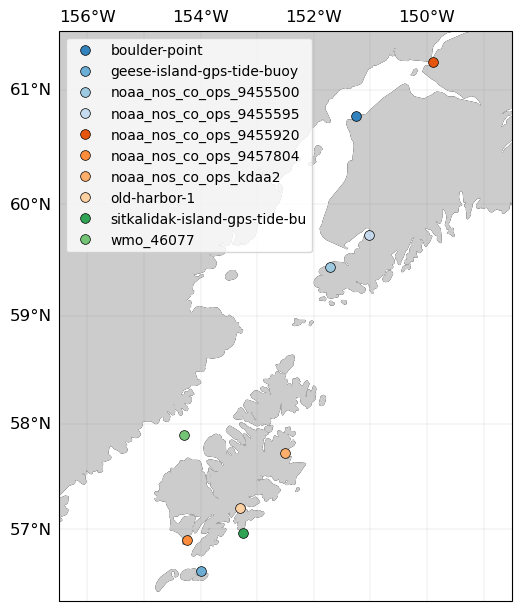 156°W 154°W 152°W 150°W
boulder-point
geese-island-gps-tide-buoy
noaa_nos_co_ops_9455500
noaa_nos_co_ops_9455595
noaa_nos_co_ops_9455920
noaa_nos_co_ops_9457804
noaa_nos_co_ops_kdaa2
old-harbor-1
sitkalidak-island-gps-tide-bu
wmo_46077
61°N
60°N
59°N
58°N
57°N